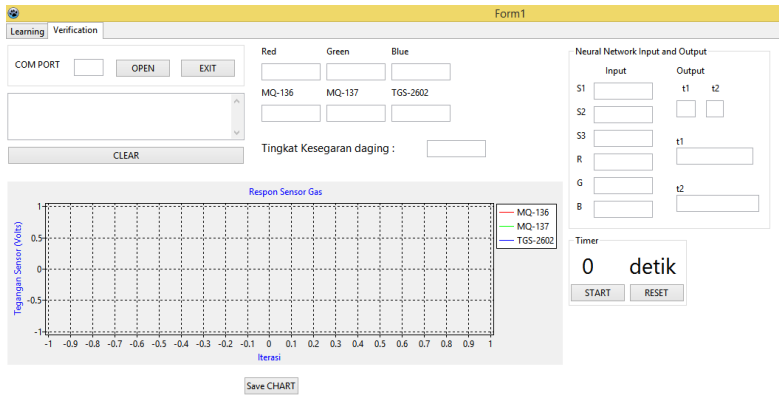 Form1
Learning Verification
COM PORT OPEN EXIT
CLEAR
Red Green Blue
MQ-136 MQ-137 TGS-2602
Tingkat Kesegaran daging :
Neural Network Input and Output
Input Output
S1 t1 t2
S2
S3 t1
R
G t2
B
Timer
0 detik
START RESET
Respon Sensor Gas
Tegangan Sensor (Volts)
1
0.5
0
-0.5
-1
-1 -0.9 -0.8 -0.7 -0.6 -0.5 -0.4 -0.3 -0.2 -0.1 0 0.1 0.2 0.3 0.4 0.5 0.6 0.7 0.8 0.9 1
Iterasi
MQ-136
MQ-137
TGS-2602
Save CHART